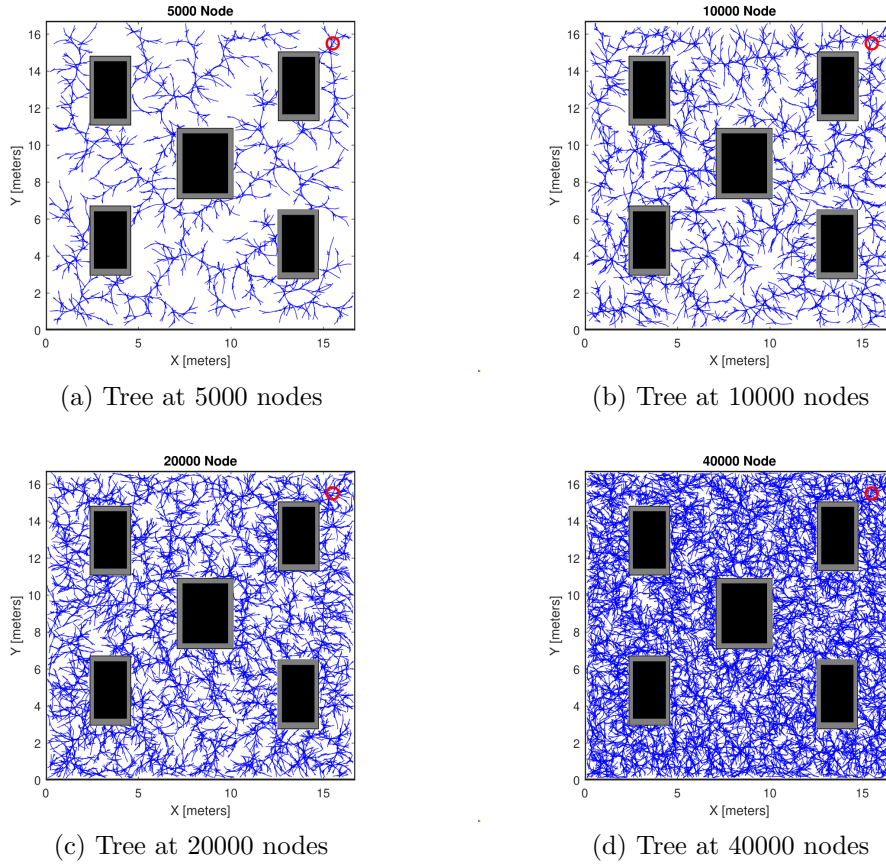 5000 Node
10000 Node
16
14
12
10
8
6
4
2
0
Y [meters]
0 5 10 15
X [meters]
16
14
12
10
8
6
4
2
0
Y [meters]
0 5 10 15
X [meters]
(a) Tree at 5000 nodes
(b) Tree at 10000 nodes
20000 Node
40000 Node
16
14
12
10
8
6
4
2
0
Y [meters]
0 5 10 15
X [meters]
16
14
12
10
8
6
4
2
0
Y [meters]
0 5 10 15
X [meters]
(c) Tree at 20000 nodes
(d) Tree at 40000 nodes